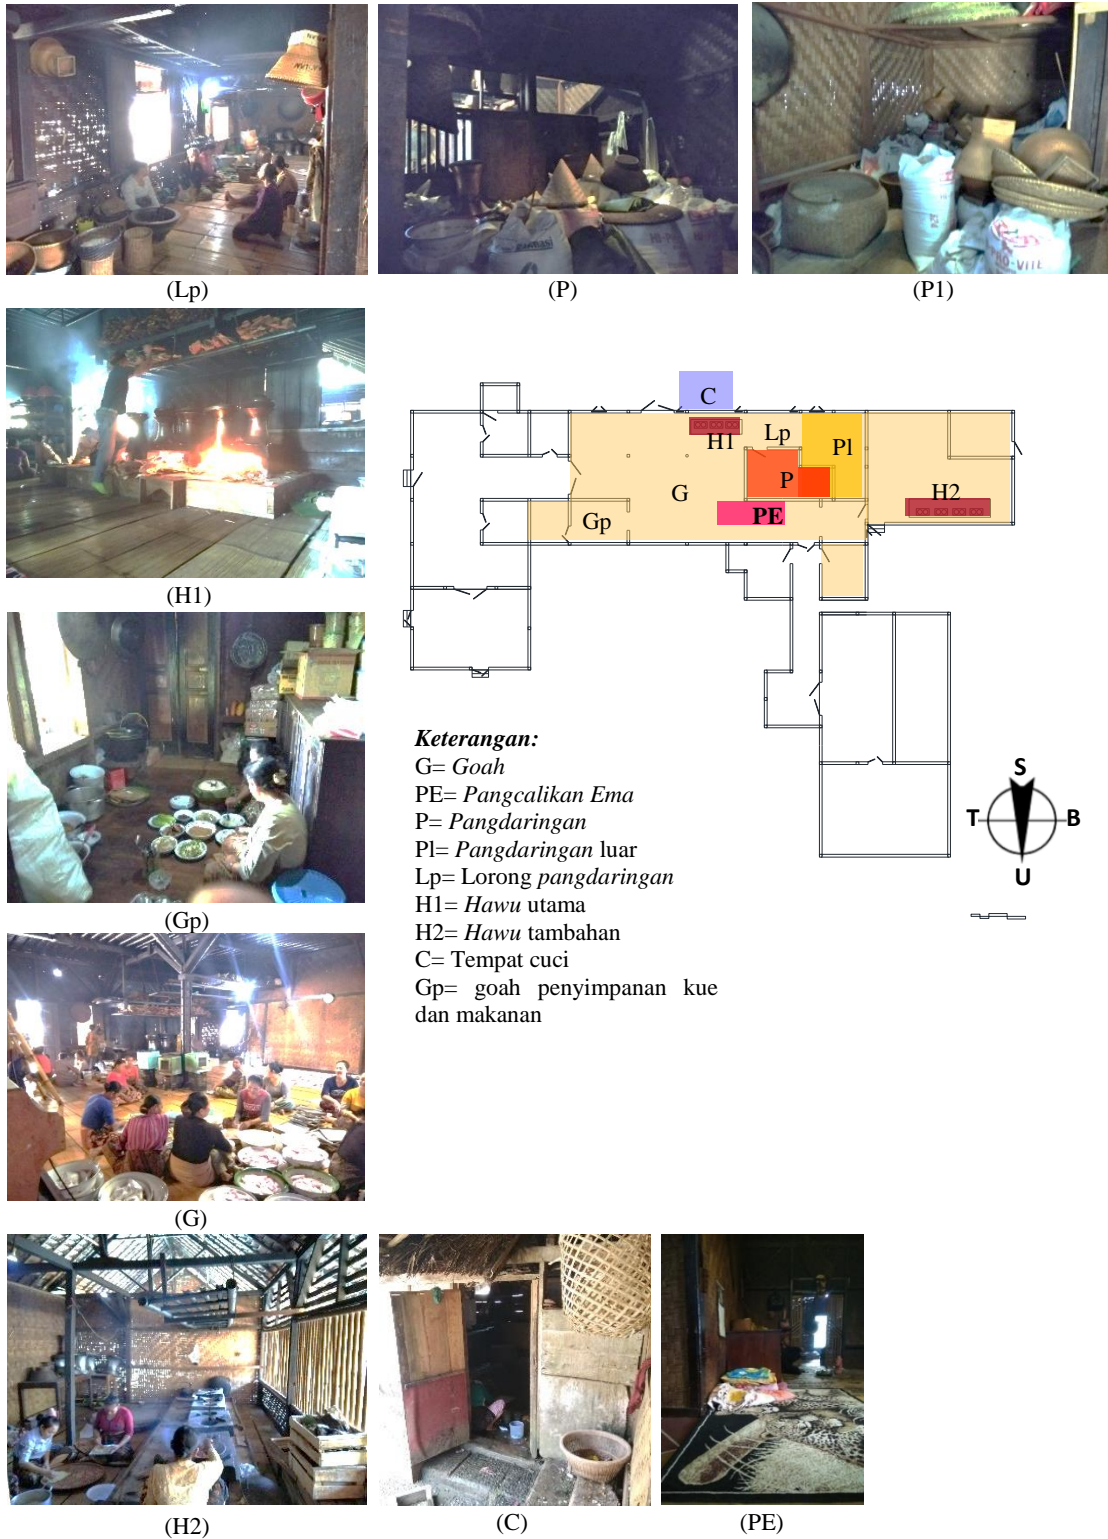 (Lp)
(P)
(P1)
(H1)
C
H1
Lp
Pl
P
G
PE
Gp
H2
(Gp)
Keterangan:
G= Goah
PE= Pangcalikan Ema
P= Pangdaringan
Pl= Pangdaringan luar
Lp= Lorong pangdaringan
H1= Hawu utama
H2= Hawu tambahan
C= Tempat cuci
Gp= goah penyimpanan kue
dan makanan
S
T
B
U
(G)
(H2)
(C)
(PE)